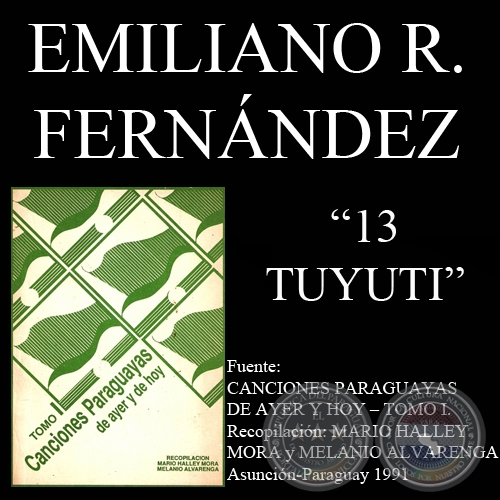 EMILIANO R.
FERNÁNDEZ
“13
TUYUTI”
TOMO I
Canciones Paraguayas
de ayer y de hoy
RECOPILACION
MARIO HALLEY MORA
MELANIO ALVARENGA
Fuente:
CANCIONES PARAGUAYAS
DE AYER Y HOY – TOMO I.
Recopilación: MARIO HALLEY
MORA y MELANIO ALVARENGA
Asunción-Paraguay 1991